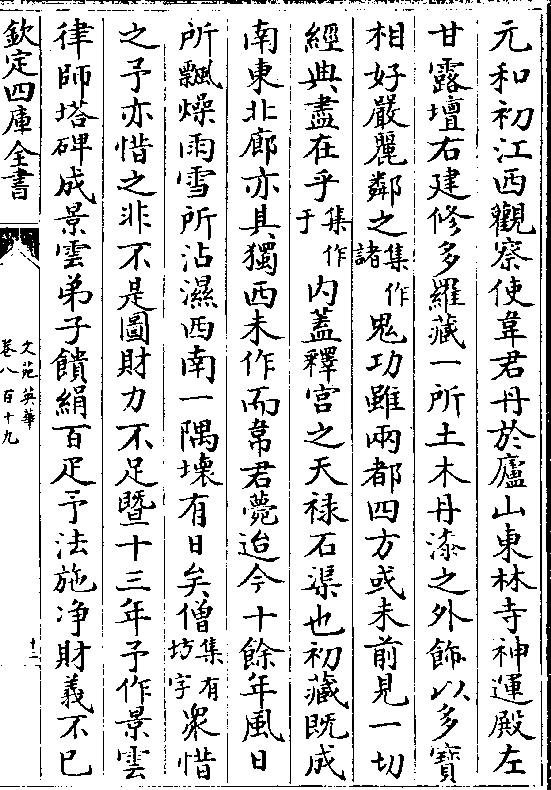 元和初江西觀察使韋君丹於廬山東林寺神運殿左
甘露壇右建修多羅藏一所土木丹漆之外飾以多寶
相好嚴麗鄰之集作諸鬼功雖兩都四方或未前見一切
經典盡在乎集作于内蓋釋宫之天禄石渠也初藏既成
南東北廊亦具獨西未作而韋君薨迨今十餘年風日
所飄燥雨雪所沾濕西南一隅壞有日矣僧集有坊字衆惜
之予亦惜之非不是圖財力不足暨十三年予作景雲
律師塔碑成景雲弟子饋絹百疋予法施净財義不已
欽定四庫全書
文苑英華
卷八百十九
十二